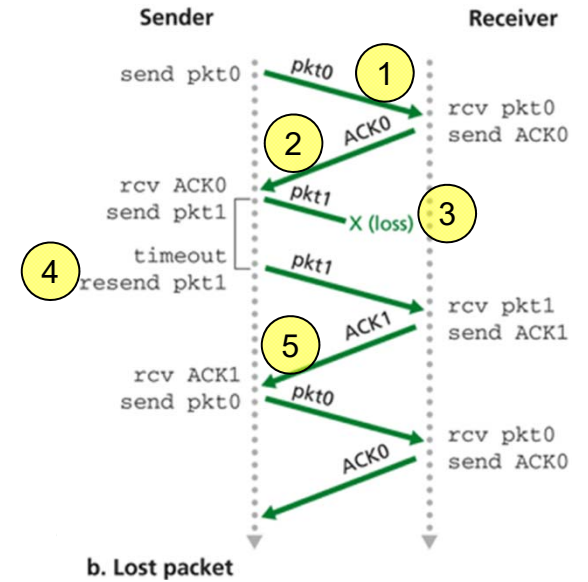 Sender Receiver
send pkt0 pkt0 1
rcv pkt0
2 ACK0 send ACK0
rcv ACK0
send pkt1 pkt1 X (loss) 3
timeout
4 resend pkt1 pkt1
rcv pkt1
5 ACK1 send ACK1
rcv ACK1
send pkt0 pkt0
rcv pkt0
ACK0 send ACK0
b. Lost packet